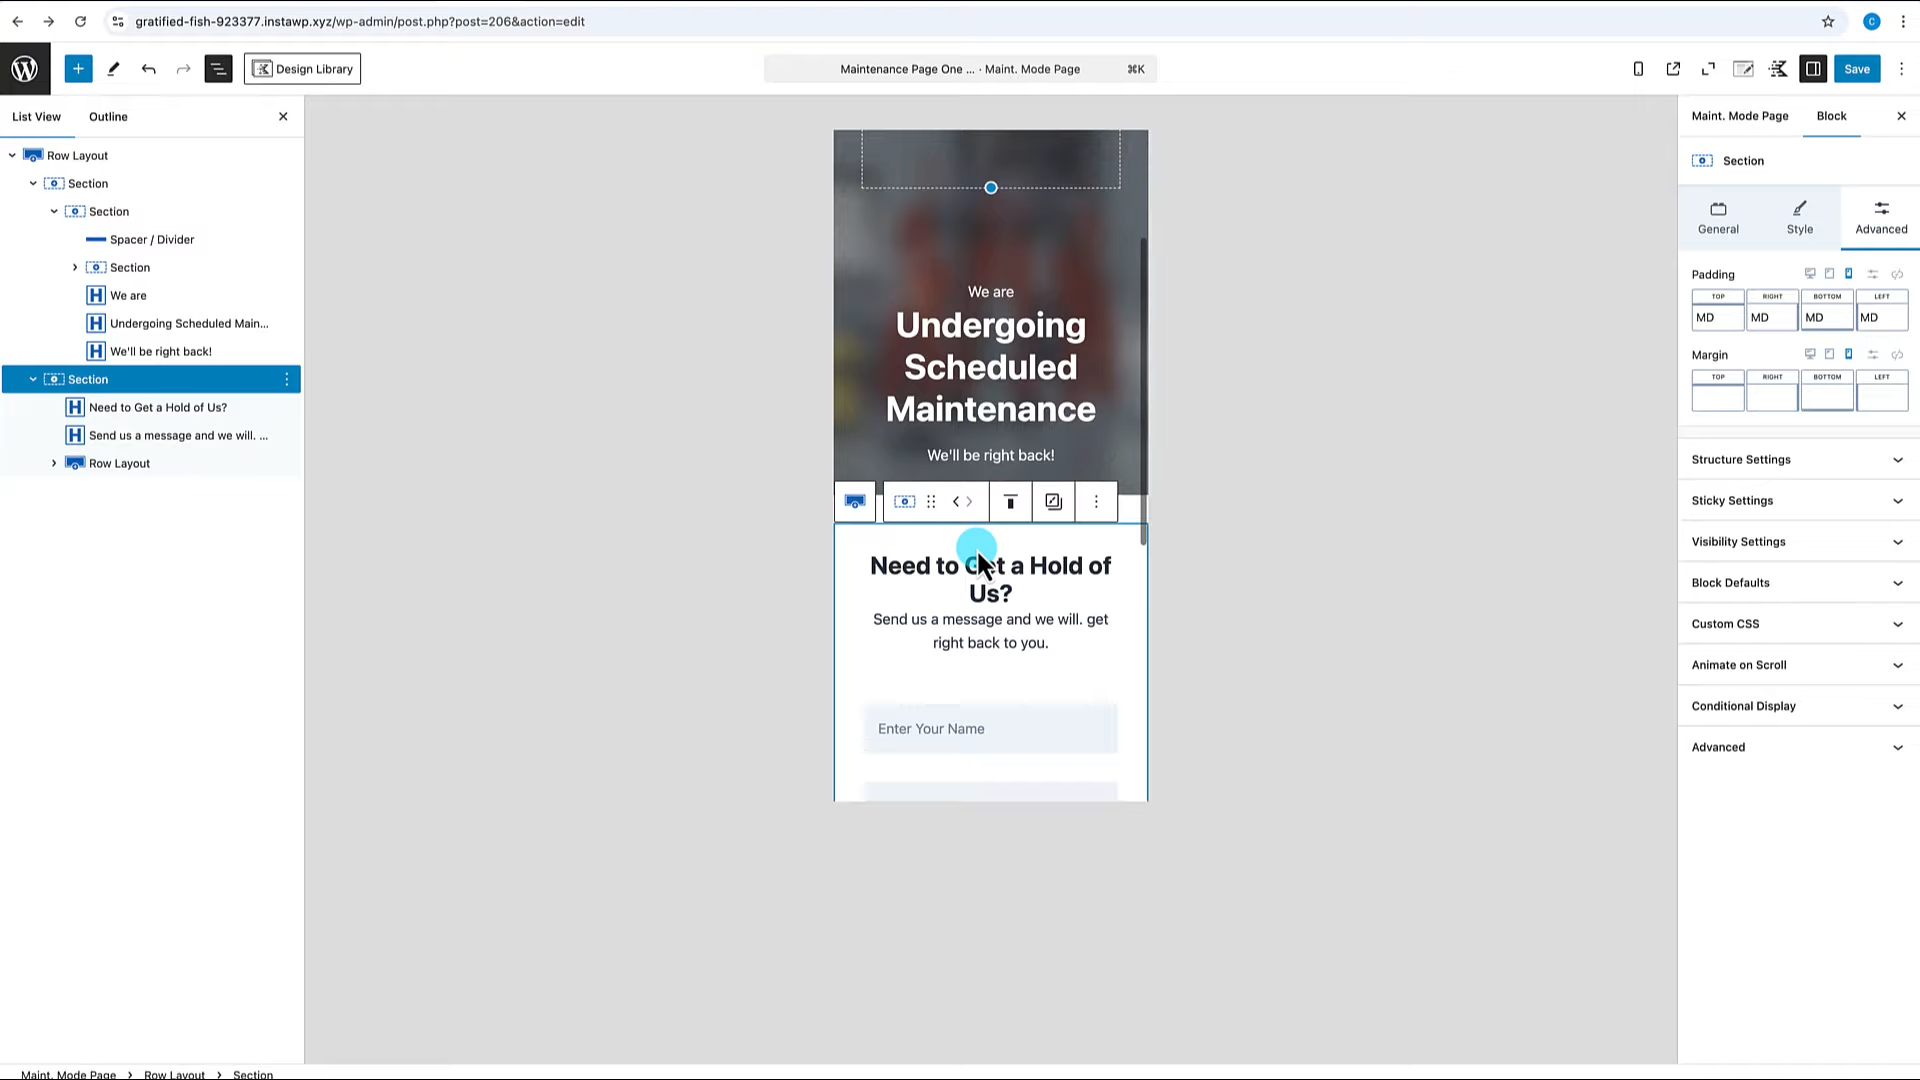 gratified-fish-923377.instawp.xyz/wp-admin/post.php?post=206&action=edit
C
Design Library
Maintenance Page One ... · Maint. Mode Page
⌘K
Save
List View
Outline
Row Layout
Section
Section
Spacer / Divider
Section
We are
Undergoing Scheduled Main...
We'll be right back!
Section
Need to Get a Hold of Us?
Send us a message and we will. ...
Row Layout
We are
Undergoing
Scheduled
Maintenance
We'll be right back!
Need to Get a Hold of
Us?
Send us a message and we will. get
right back to you.
Enter Your Name
Maint. Mode Page
Block
Section
General
Style
Advanced
Padding
TOP
RIGHT
BOTTOM
LEFT
MD
MD
MD
MD
Margin
TOP
RIGHT
BOTTOM
LEFT
Structure Settings
Sticky Settings
Visibility Settings
Block Defaults
Custom CSS
Animate on Scroll
Conditional Display
Advanced
Maint. Mode Page > Row Layout > Section